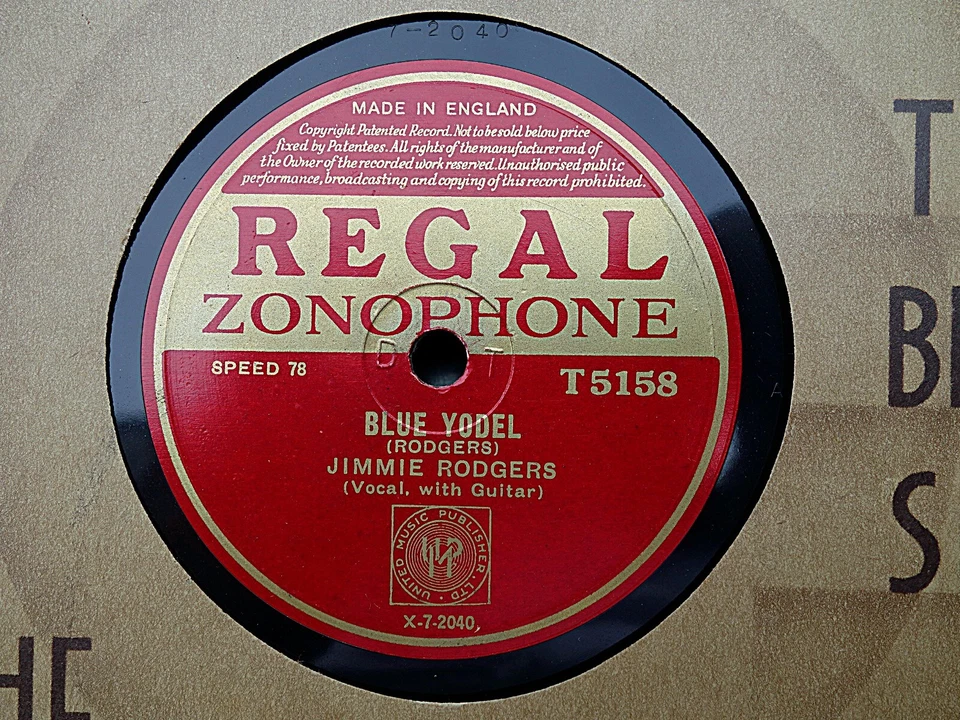 7-2040
MADE IN ENGLAND
Copyright Patented Record. Not to be sold below price
fixed by Patentees. All rights of the manufacturer and of
the Owner of the recorded work reserved. Unauthorised public
performance, broadcasting and copying of this record prohibited.
REGAL
ZONOPHONE
D T
SPEED 78
T5158
BLUE YODEL
(RODGERS)
JIMMIE RODGERS
(Vocal, with Guitar)
UNITED MUSIC PUBLISHER · LTD ·
X-7-2040
A
T
B
S
HE